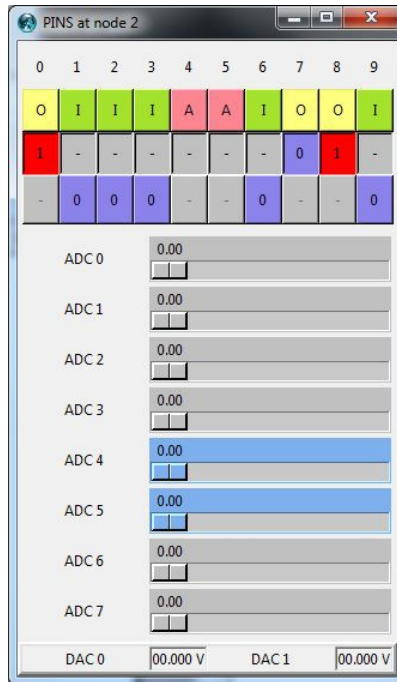 PINS at node 2
0 1 2 3 4 5 6 7 8 9
O I I I A A I O O I
1 - - - - - - 0 1 -
- 0 0 0 - - 0 - - 0
0.00
ADC 0
0.00
ADC 1
0.00
ADC 2
0.00
ADC 3
0.00
ADC 4
0.00
ADC 5
0.00
ADC 6
0.00
ADC 7
DAC 0 00.000 V DAC 1 00.000 V